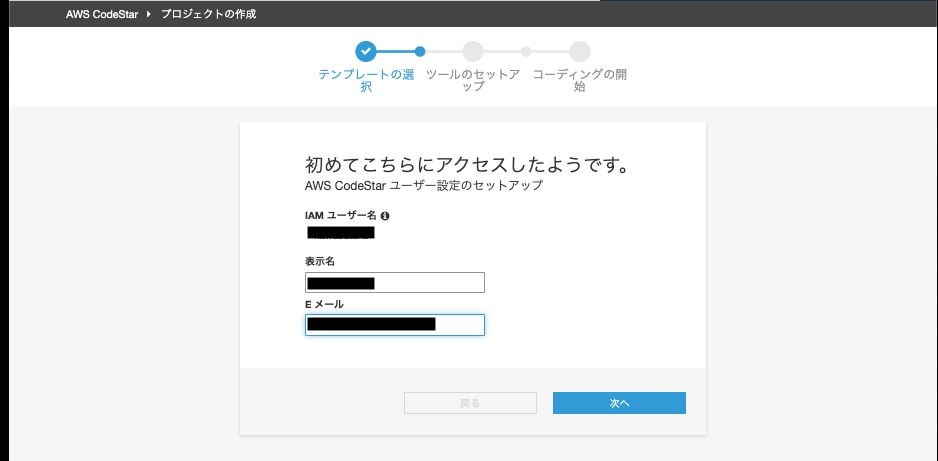 AWS CodeStar プロジェクトの作成
テンプレートの選
択
ツールのセットア
ップ
コーディングの開
始
初めてこちらにアクセスしたようです。
AWS CodeStar ユーザー設定のセットアップ
IAM ユーザー名
表示名
E メール
戻る
次へ